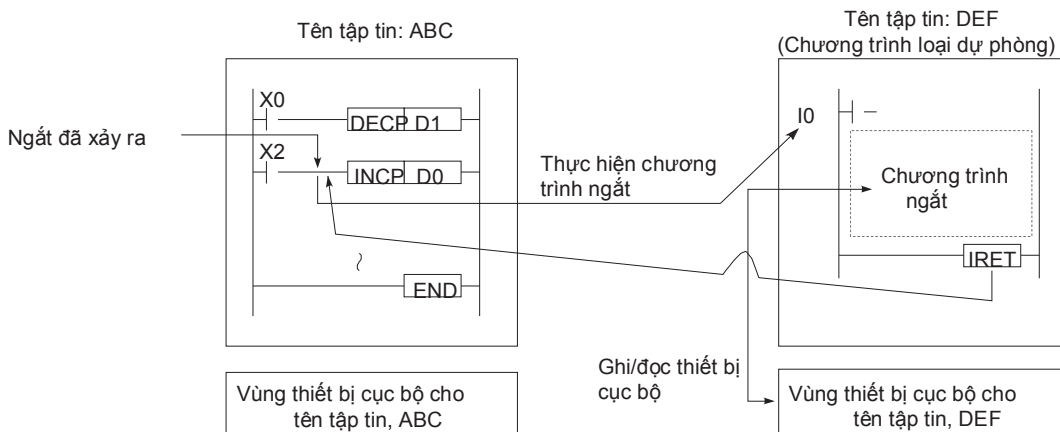 Tên tập tin: ABC
Tên tập tin: DEF
(Chương trình loại dự phòng)
Ngắt đã xảy ra
X0
DECP D1
X2
INCP D0
END
Thực hiện chương
trình ngắt
I0
Chương trình
ngắt
IRET
Ghi/đọc thiết bị
cục bộ
Vùng thiết bị cục bộ cho
tên tập tin, ABC
Vùng thiết bị cục bộ cho
tên tập tin, DEF